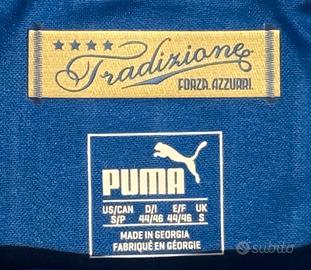 Tradizione
FORZA AZZURRI
PUMA
US/CAN D/I E/F UK
S/P 44/46 44/46 S
MADE IN GEORGIA
FABRIQUÉ EN GÉORGIE
subito